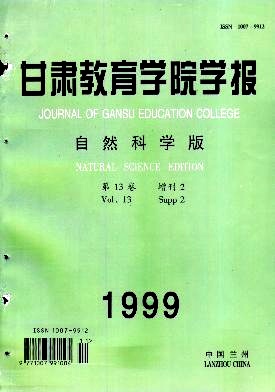 ISSN 1007-9912
甘肃教育学院学报
JOURNAL OF GANSU EDUCATION COLLEGE
自然科学版
NATURAL SCIENCE EDITION
第13卷 增刊2
Vol. 13 Supp 2
1999
ISSN 1007-9912
中国兰州
LANZHOU CHINA